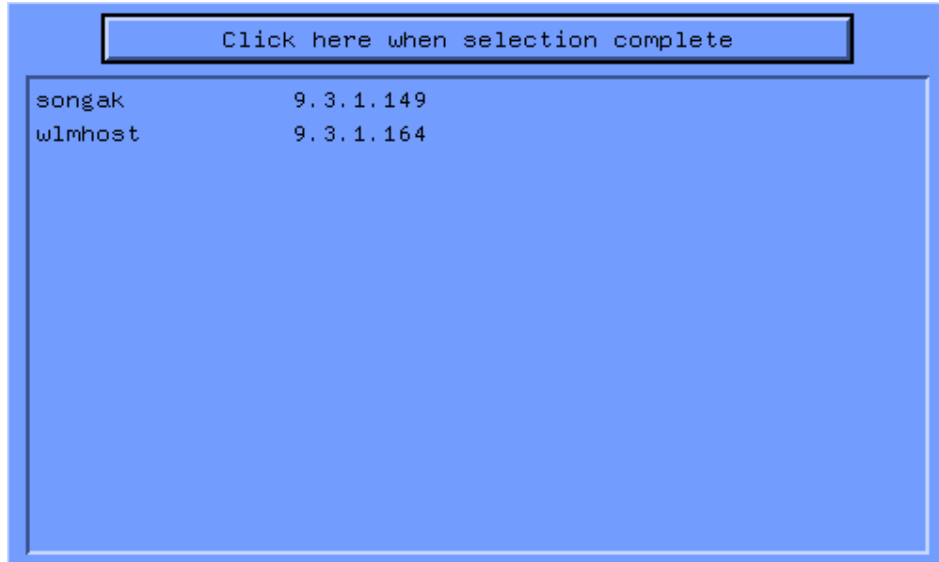 Click here when selection complete
songak 9.3.1.149
wlmhost 9.3.1.164